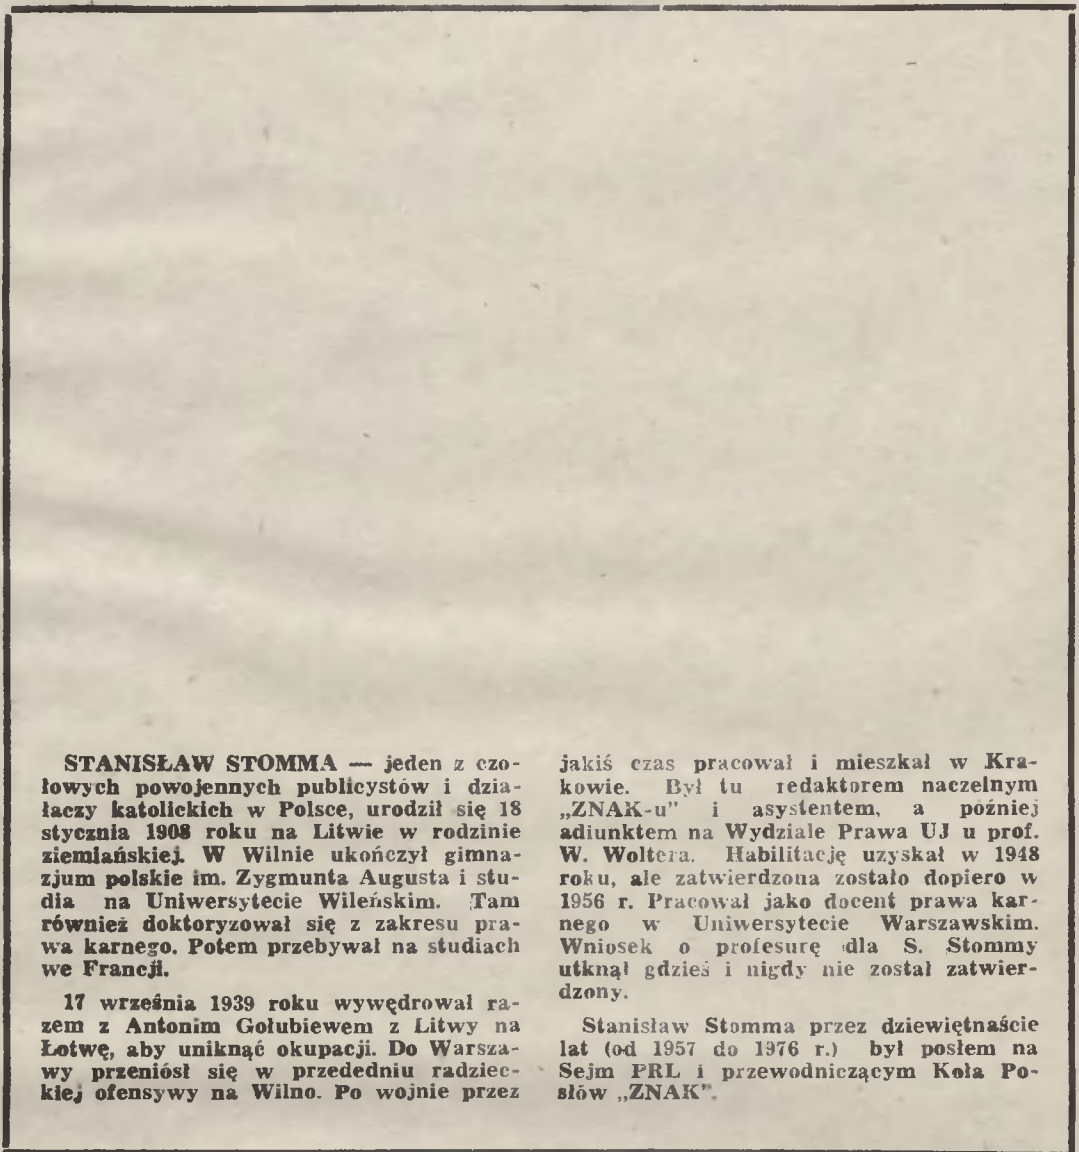 STANISŁAW STOMMA — jeden z czo-
łowych powojennych publicystów i dzia-
łaczy katolickich w Polsce, urodził się 18
stycznia 1908 roku na Litwie w rodzinie
ziemiańskiej. W Wilnie ukończył gimna-
zjum polskie im. Zygmunta Augusta i stu-
dia na Uniwersytecie Wileńskim. Tam
również doktoryzował się z zakresu pra-
wa karnego. Potem przebywał na studiach
we Francji.
17 września 1939 roku wywędrował ra-
zem z Antonim Gołubiewem z Litwy na
Łotwę, aby uniknąć okupacji. Do Warsza-
wy przeniósł się w przededniu radziec-
kiej ofensywy na Wilno. Po wojnie przez
jakiś czas pracował i mieszkał w Kra-
kowie. Był tu redaktorem naczelnym
„ZNAK-u” i asystentem, a później
adiunktem na Wydziale Prawa UJ u prof.
W. Woltera. Habilitację uzyskał w 1948
roku, ale zatwierdzona zostało dopiero w
1956 r. Pracował jako docent prawa kar-
nego w Uniwersytecie Warszawskim.
Wniosek o profesurę dla S. Stommy
utknął gdzieś i nigdy nie został zatwier-
dzony.
Stanisław Stomma przez dziewiętnaście
lat (od 1957 do 1976 r.) był posłem na
Sejm PRL i przewodniczącym Koła Po-
słów „ZNAK”.